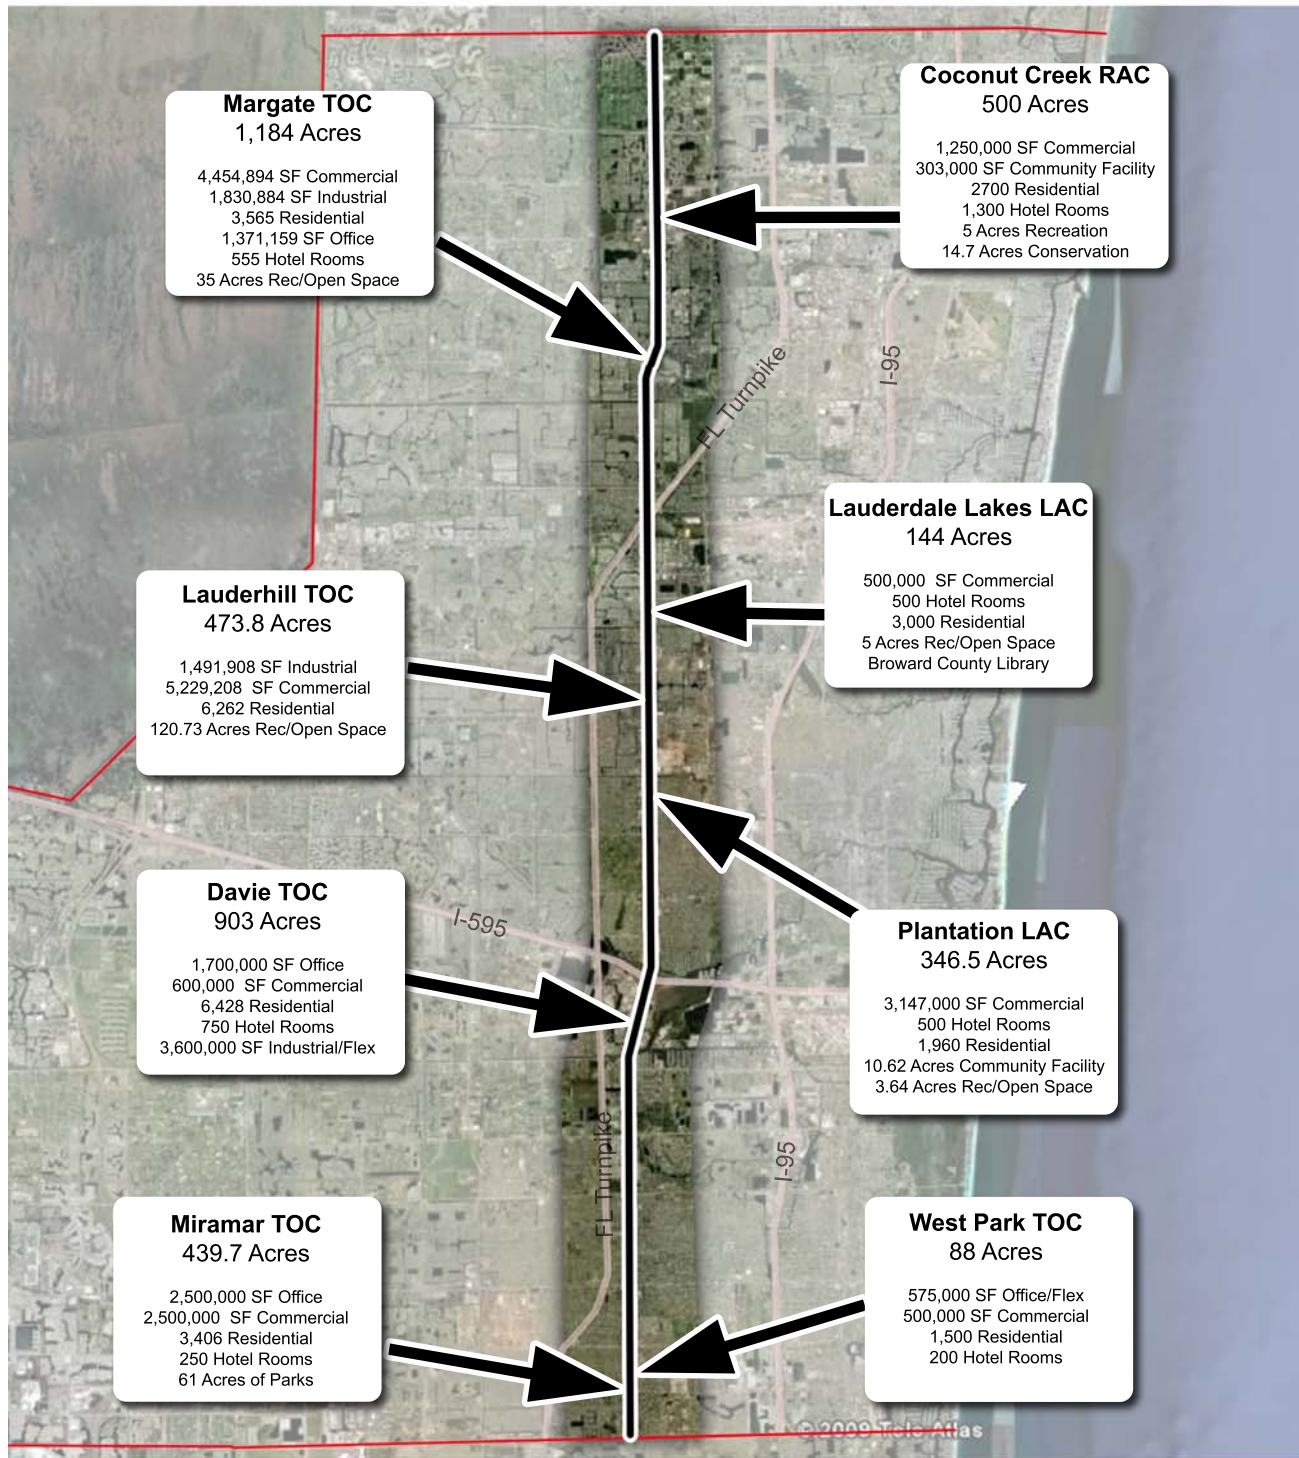 Margate TOC
1,184 Acres
4,454,894 SF Commercial
1,830,884 SF Industrial
3,565 Residential
1,371,159 SF Office
555 Hotel Rooms
35 Acres Rec/Open Space
Coconut Creek RAC
500 Acres
1,250,000 SF Commercial
303,000 SF Community Facility
2700 Residential
1,300 Hotel Rooms
5 Acres Recreation
14.7 Acres Conservation
FL Turnpike
I-95
Lauderdale Lakes LAC
144 Acres
500,000 SF Commercial
500 Hotel Rooms
3,000 Residential
5 Acres Rec/Open Space
Broward County Library
Lauderhill TOC
473.8 Acres
1,491,908 SF Industrial
5,229,208 SF Commercial
6,262 Residential
120.73 Acres Rec/Open Space
Davie TOC
903 Acres
1,700,000 SF Office
600,000 SF Commercial
6,428 Residential
750 Hotel Rooms
3,600,000 SF Industrial/Flex
I-595
Plantation LAC
346.5 Acres
3,147,000 SF Commercial
500 Hotel Rooms
1,960 Residential
10.62 Acres Community Facility
3.64 Acres Rec/Open Space
FL Turnpike
I-95
Miramar TOC
439.7 Acres
2,500,000 SF Office
2,500,000 SF Commercial
3,406 Residential
250 Hotel Rooms
61 Acres of Parks
West Park TOC
88 Acres
575,000 SF Office/Flex
500,000 SF Commercial
1,500 Residential
200 Hotel Rooms
© 2009 Tele Atlas